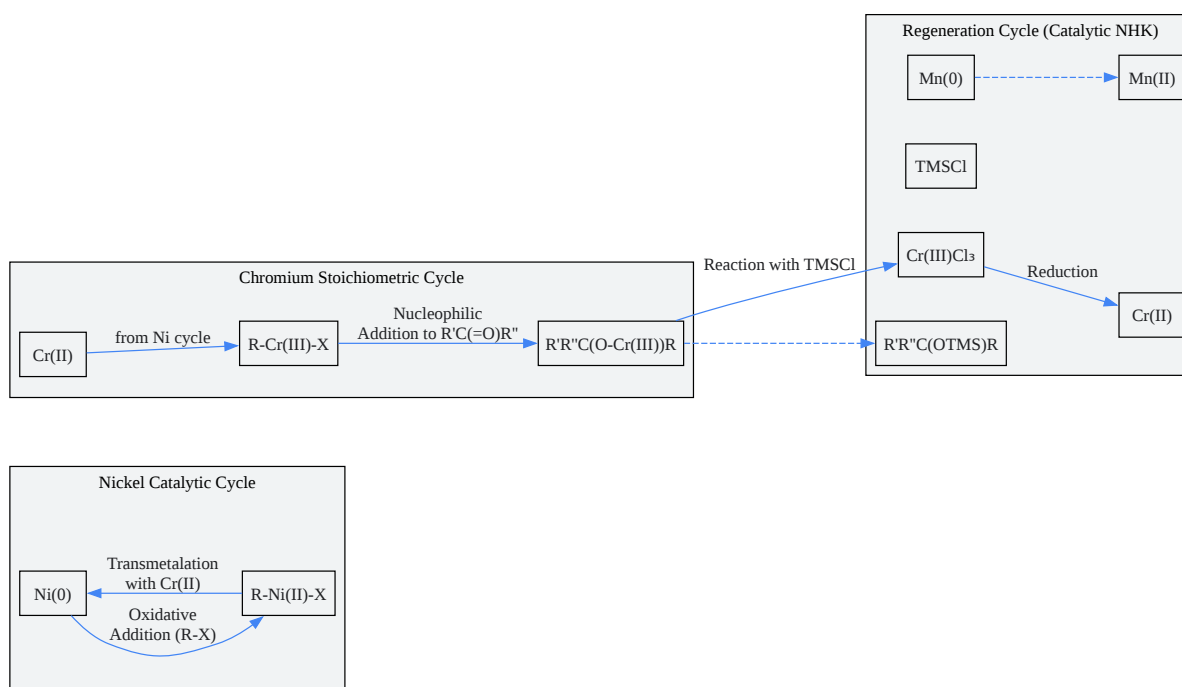 Regeneration Cycle (Catalytic NHK)
Mn(0)
Mn(II)
TMSCl
Reaction with TMSCl
Cr(III)Cl₃
Reduction
Cr(II)
R'R"C(OTMS)R
Chromium Stoichiometric Cycle
Cr(II)
from Ni cycle
R-Cr(III)-X
Nucleophilic
Addition to R'C(=O)R"
R'R"C(O-Cr(III))R
Nickel Catalytic Cycle
Ni(0)
Transmetalation
with Cr(II)
R-Ni(II)-X
Oxidative
Addition (R-X)